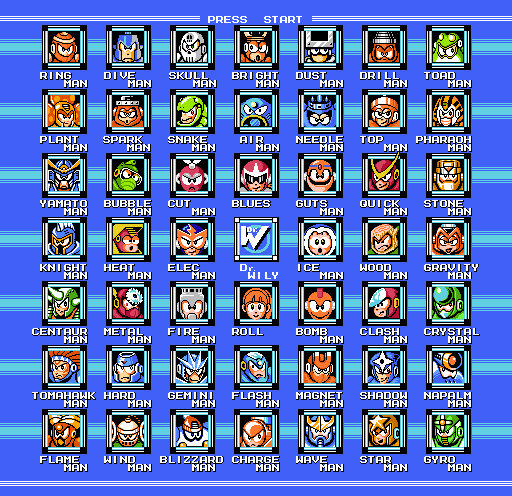 PRESS START
RING MAN
DIVE MAN
SKULL MAN
BRIGHT MAN
DUST MAN
DRILL MAN
TOAD MAN
PLANT MAN
SPARK MAN
SNAKE MAN
AIR MAN
NEEDLE MAN
TOP MAN
PHARAOH MAN
YAMATO MAN
BUBBLE MAN
CUT MAN
BLUES
GUTS MAN
QUICK MAN
STONE MAN
KNIGHT MAN
HEAT MAN
ELEC MAN
Dr. W
Dr. WILY
ICE MAN
WOOD MAN
GRAVITY MAN
CENTAUR MAN
METAL MAN
FIRE MAN
ROLL
BOMB MAN
CLASH MAN
CRYSTAL MAN
TOMAHAWK MAN
HARD MAN
GEMINI MAN
FLASH MAN
MAGNET MAN
SHADOW MAN
NAPALM MAN
FLAME MAN
WIND MAN
BLIZZARD MAN
CHARGE MAN
WAVE MAN
STAR MAN
GYRO MAN